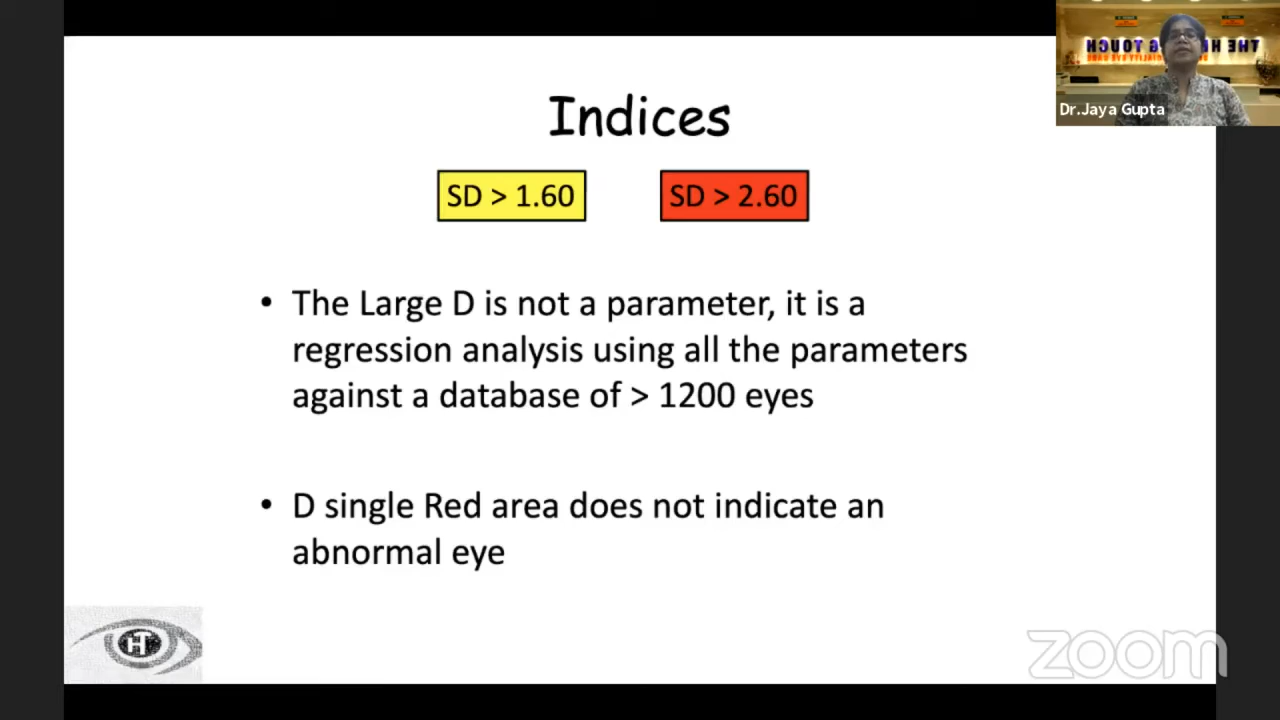 Indices
SD > 1.60
SD > 2.60
• The Large D is not a parameter, it is a
regression analysis using all the parameters
against a database of > 1200 eyes
• D single Red area does not indicate an
abnormal eye
Dr.Jaya Gupta
HT
zoom